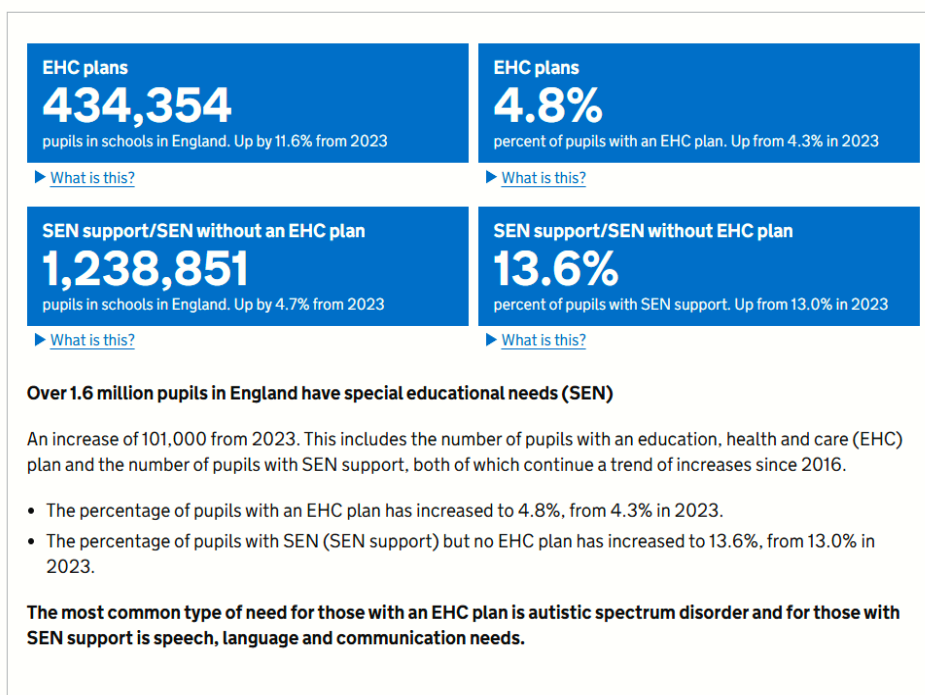 EHC plans
434,354
pupils in schools in England. Up by 11.6% from 2023
What is this?
EHC plans
4.8%
percent of pupils with an EHC plan. Up from 4.3% in 2023
What is this?
SEN support/SEN without an EHC plan
1,238,851
pupils in schools in England. Up by 4.7% from 2023
What is this?
SEN support/SEN without EHC plan
13.6%
percent of pupils with SEN support. Up from 13.0% in 2023
What is this?
Over 1.6 million pupils in England have special educational needs (SEN)
An increase of 101,000 from 2023. This includes the number of pupils with an education, health and care (EHC)
plan and the number of pupils with SEN support, both of which continue a trend of increases since 2016.
• The percentage of pupils with an EHC plan has increased to 4.8%, from 4.3% in 2023.
• The percentage of pupils with SEN (SEN support) but no EHC plan has increased to 13.6%, from 13.0% in
2023.
The most common type of need for those with an EHC plan is autistic spectrum disorder and for those with
SEN support is speech, language and communication needs.